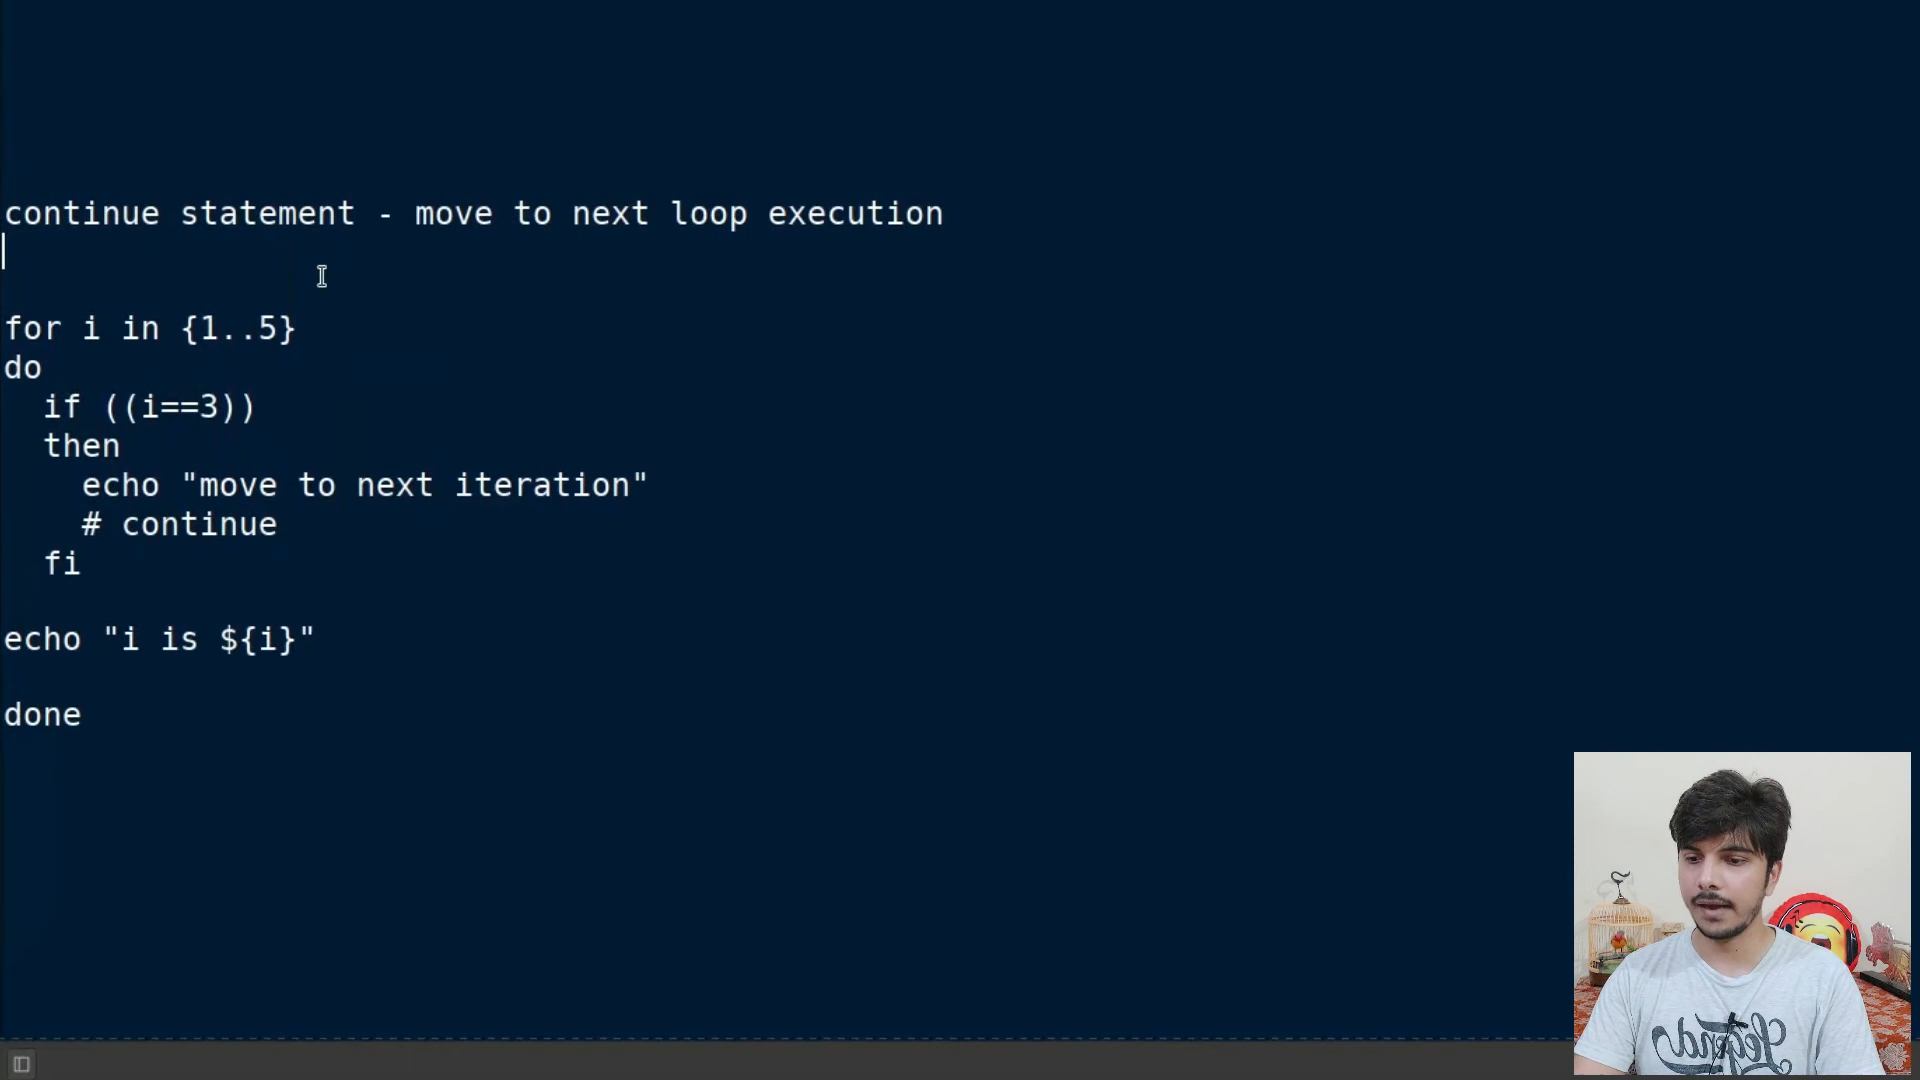 continue statement - move to next loop execution
for i in {1..5}
do
if ((i==3))
then
echo "move to next iteration"
# continue
fi
echo "i is ${i}"
done
Legend